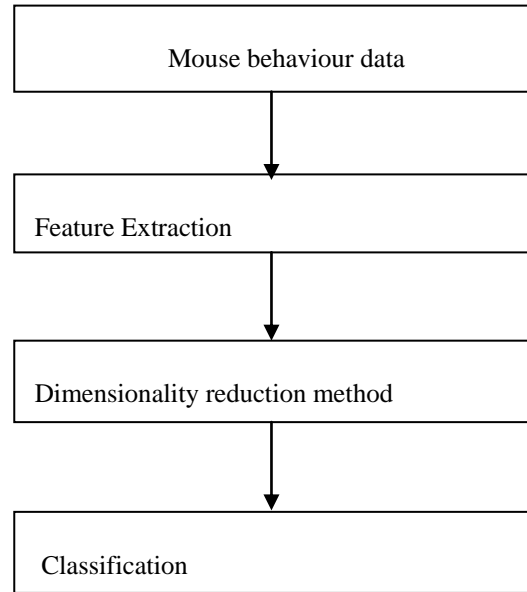 Mouse behaviour data
Feature Extraction
Dimensionality reduction method
Classification